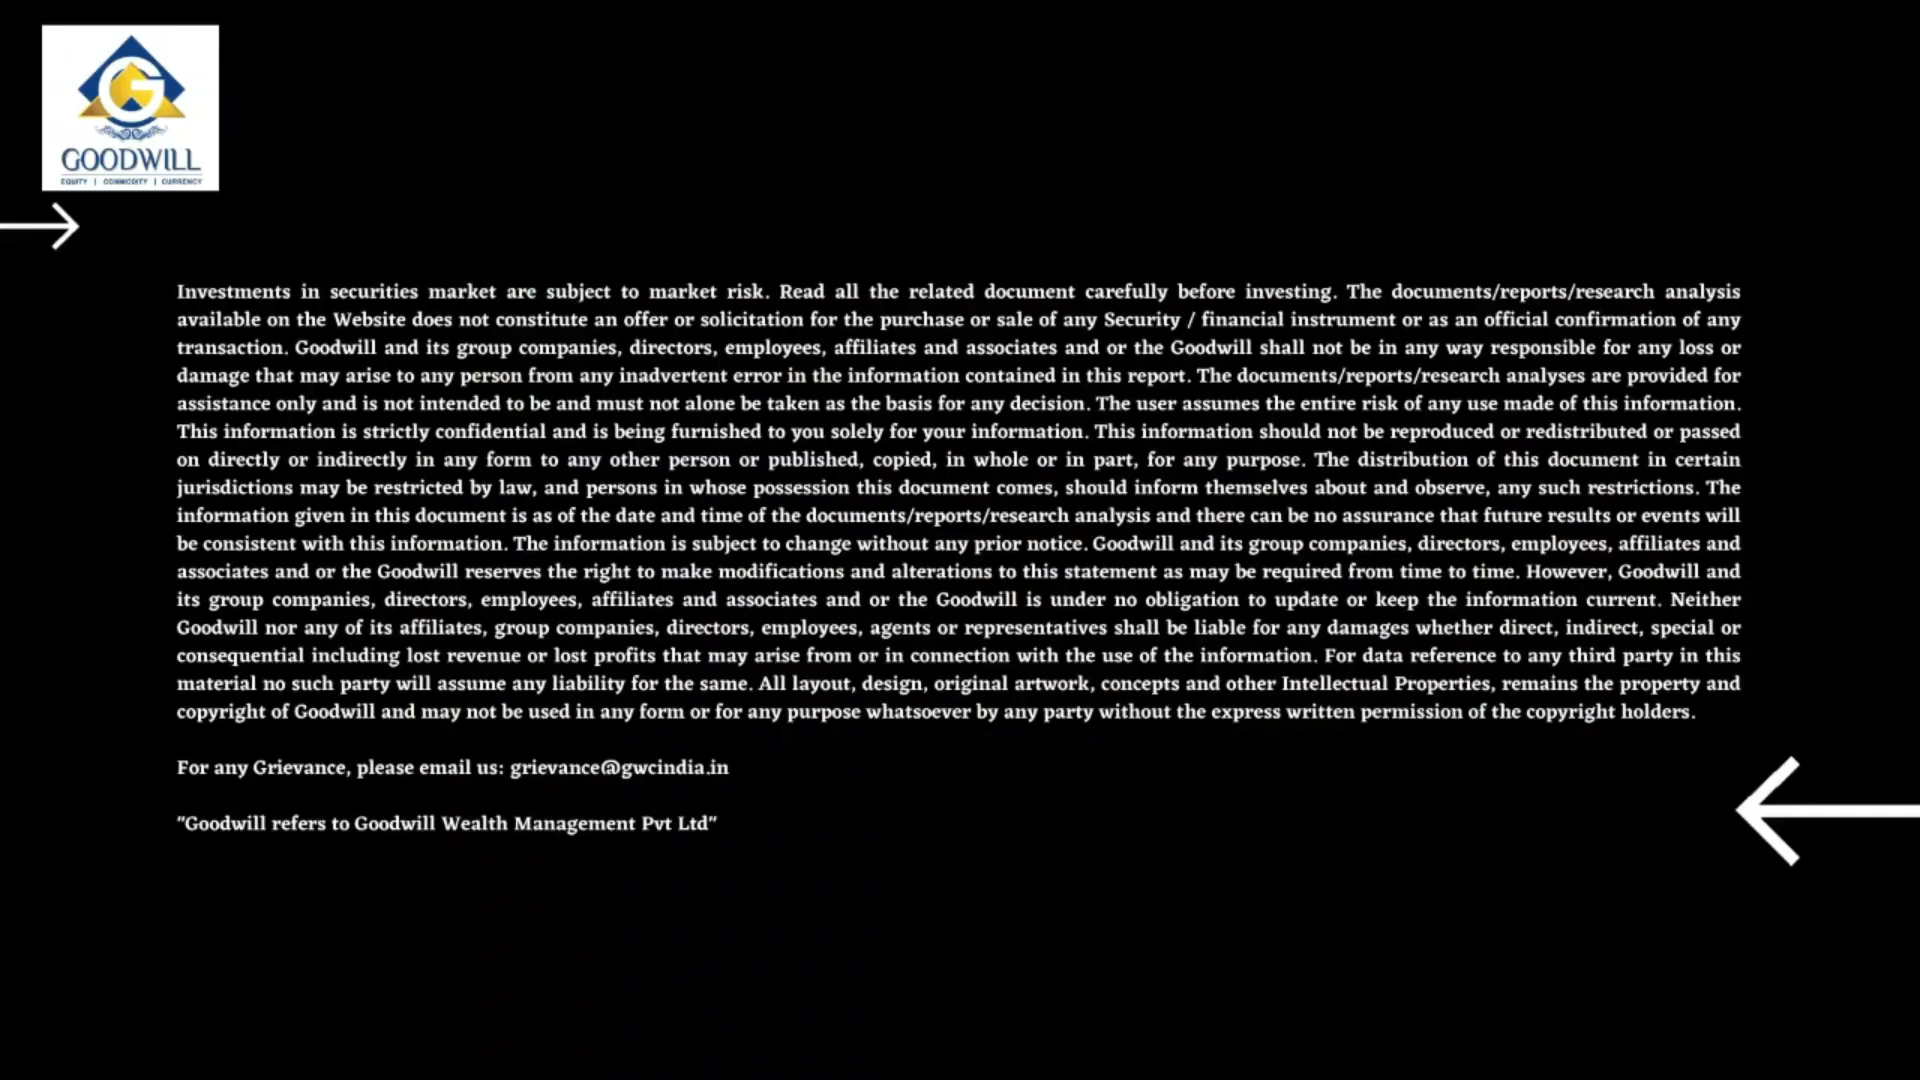 GOODWILL
EQUITY | COMMODITY | CURRENCY
Investments in securities market are subject to market risk. Read all the related document carefully before investing. The documents/reports/research analysis
available on the Website does not constitute an offer or solicitation for the purchase or sale of any Security / financial instrument or as an official confirmation of any
transaction. Goodwill and its group companies, directors, employees, affiliates and associates and or the Goodwill shall not be in any way responsible for any loss or
damage that may arise to any person from any inadvertent error in the information contained in this report. The documents/reports/research analyses are provided for
assistance only and is not intended to be and must not alone be taken as the basis for any decision. The user assumes the entire risk of any use made of this information.
This information is strictly confidential and is being furnished to you solely for your information. This information should not be reproduced or redistributed or passed
on directly or indirectly in any form to any other person or published, copied, in whole or in part, for any purpose. The distribution of this document in certain
jurisdictions may be restricted by law, and persons in whose possession this document comes, should inform themselves about and observe, any such restrictions. The
information given in this document is as of the date and time of the documents/reports/research analysis and there can be no assurance that future results or events will
be consistent with this information. The information is subject to change without any prior notice. Goodwill and its group companies, directors, employees, affiliates and
associates and or the Goodwill reserves the right to make modifications and alterations to this statement as may be required from time to time. However, Goodwill and
its group companies, directors, employees, affiliates and associates and or the Goodwill is under no obligation to update or keep the information current. Neither
Goodwill nor any of its affiliates, group companies, directors, employees, agents or representatives shall be liable for any damages whether direct, indirect, special or
consequential including lost revenue or lost profits that may arise from or in connection with the use of the information. For data reference to any third party in this
material no such party will assume any liability for the same. All layout, design, original artwork, concepts and other Intellectual Properties, remains the property and
copyright of Goodwill and may not be used in any form or for any purpose whatsoever by any party without the express written permission of the copyright holders.
For any Grievance, please email us: grievance@gwcindia.in
"Goodwill refers to Goodwill Wealth Management Pvt Ltd"